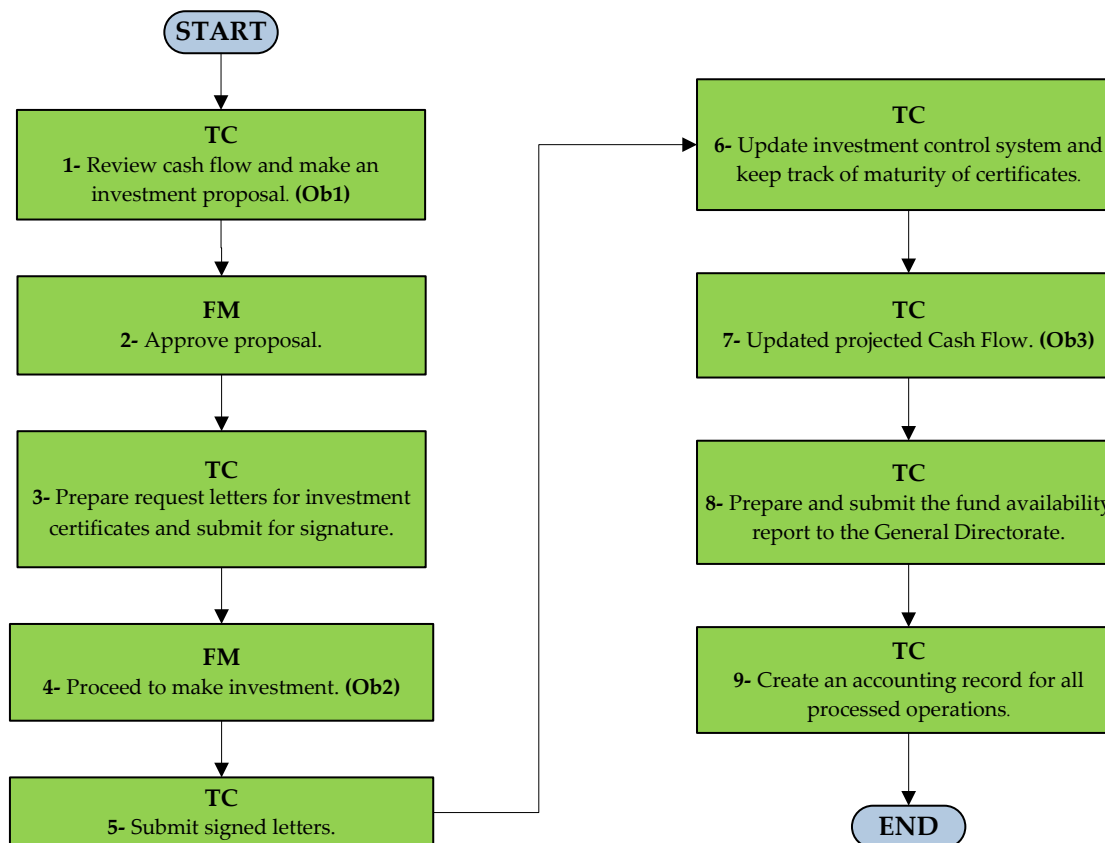 START
TC
1- Review cash flow and make an
investment proposal. (Ob1)
FM
2- Approve proposal.
TC
3- Prepare request letters for investment
certificates and submit for signature.
FM
4- Proceed to make investment. (Ob2)
TC
5- Submit signed letters.
TC
6- Update investment control system and
keep track of maturity of certificates.
TC
7- Updated projected Cash Flow. (Ob3)
TC
8- Prepare and submit the fund availability
report to the General Directorate.
TC
9- Create an accounting record for all
processed operations.
END